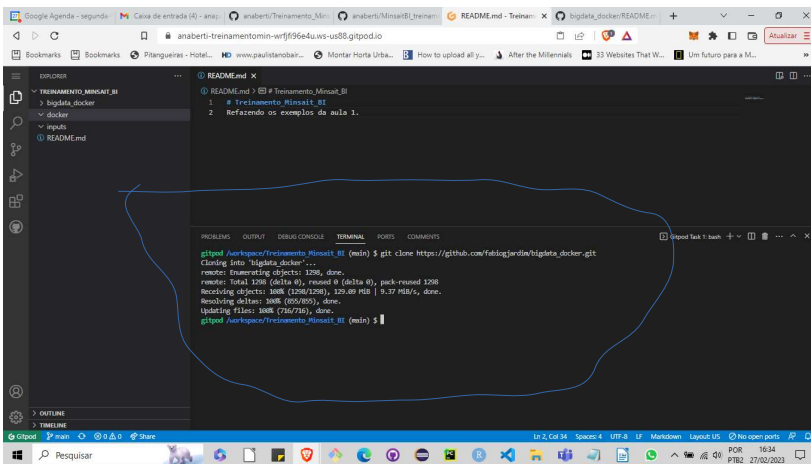 Google Agenda - segunda
Caixa de entrada (4) - anap
anaberti/Treinamento_Mins
anaberti/MinsaitBI_treinam
README.md - Treinam
bigdata_docker/README.m
anaberti-treinamentomin-wrfjfi96e4u.ws-us88.gitpod.io
Atualizar
Bookmarks
Bookmarks
Pitangueiras - Hotel...
HD www.paulistanobair...
Montar Horta Urba...
How to upload all y...
After the Millennials
33 Websites That W...
Um futuro para a M...
EXPLORER
README.md
TREINAMENTO_MINSAIT_BI
README.md > # Treinamento_Minsait_BI
> bigdata_docker
1 # Treinamento_Minsait_BI
docker
2 Refazendo os exemplos da aula 1.
inputs
README.md
PROBLEMS OUTPUT DEBUG CONSOLE TERMINAL PORTS COMMENTS
Gitpod Task 1: bash
gitpod /workspace/Treinamento_Minsait_BI (main) $ git clone https://github.com/fabiogjardim/bigdata_docker.git
Cloning into 'bigdata_docker'...
remote: Enumerating objects: 1298, done.
remote: Total 1298 (delta 0), reused 0 (delta 0), pack-reused 1298
Receiving objects: 100% (1298/1298), 129.09 MiB | 9.37 MiB/s, done.
Resolving deltas: 100% (855/855), done.
Updating files: 100% (716/716), done.
gitpod /workspace/Treinamento_Minsait_BI (main) $
> OUTLINE
> TIMELINE
Gitpod main 0 0 0 Share
Ln 2, Col 34 Spaces: 4 UTF-8 LF Markdown Layout: US No open ports
Pesquisar
POR
PTB2
16:34
27/02/2023